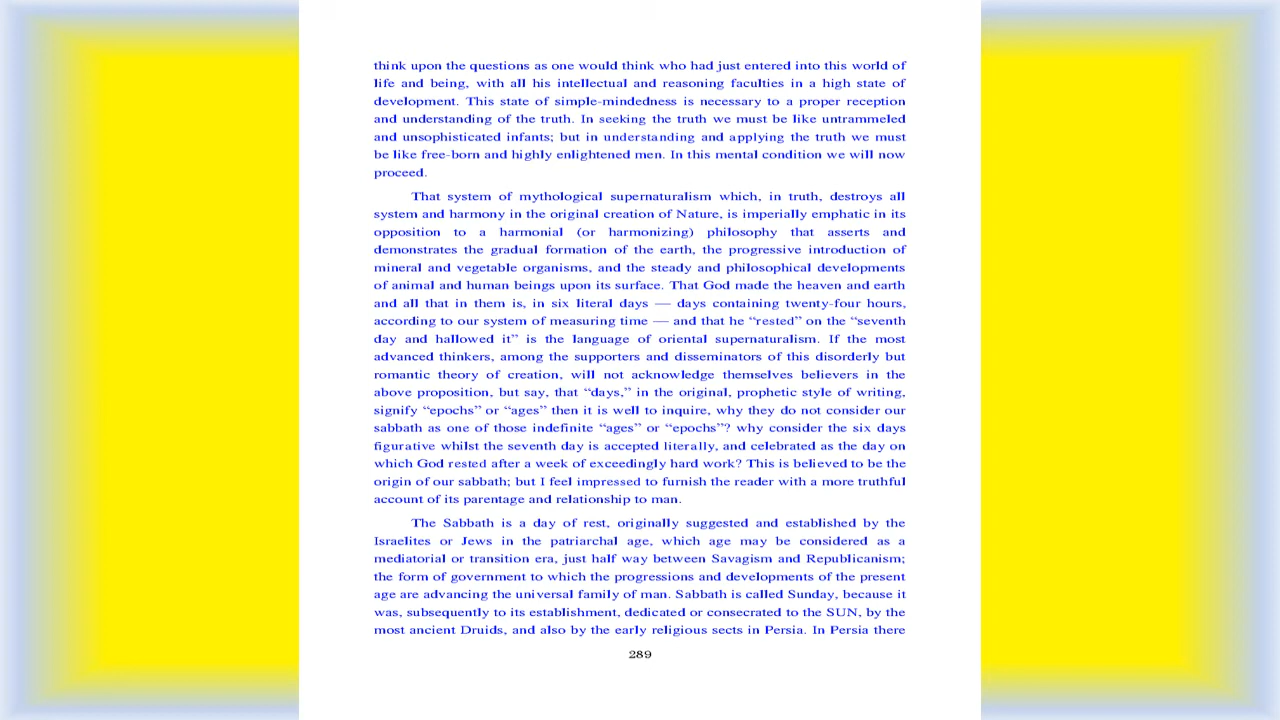 think upon the questions as one would think who had just entered into this world of
life and being, with all his intellectual and reasoning faculties in a high state of
development. This state of simple-mindedness is necessary to a proper reception
and understanding of the truth. In seeking the truth we must be like untrammeled
and unsophisticated infants; but in understanding and applying the truth we must
be like free-born and highly enlightened men. In this mental condition we will now
proceed.
That system of mythological supernaturalism which, in truth, destroys all
system and harmony in the original creation of Nature, is imperially emphatic in its
opposition to a harmonial (or harmonizing) philosophy that asserts and
demonstrates the gradual formation of the earth, the progressive introduction of
mineral and vegetable organisms, and the steady and philosophical developments
of animal and human beings upon its surface. That God made the heaven and earth
and all that in them is, in six literal days — days containing twenty-four hours,
according to our system of measuring time — and that he “rested” on the “seventh
day and hallowed it” is the language of oriental supernaturalism. If the most
advanced thinkers, among the supporters and disseminators of this disorderly but
romantic theory of creation, will not acknowledge themselves believers in the
above proposition, but say, that “days,” in the original, prophetic style of writing,
signify “epochs” or “ages” then it is well to inquire, why they do not consider our
sabbath as one of those indefinite “ages” or “epochs”? why consider the six days
figurative whilst the seventh day is accepted literally, and celebrated as the day on
which God rested after a week of exceedingly hard work? This is believed to be the
origin of our sabbath; but I feel impressed to furnish the reader with a more truthful
account of its parentage and relationship to man.
The Sabbath is a day of rest, originally suggested and established by the
Israelites or Jews in the patriarchal age, which age may be considered as a
mediatorial or transition era, just half way between Savagism and Republicanism;
the form of government to which the progressions and developments of the present
age are advancing the universal family of man. Sabbath is called Sunday, because it
was, subsequently to its establishment, dedicated or consecrated to the SUN, by the
most ancient Druids, and also by the early religious sects in Persia. In Persia there
289